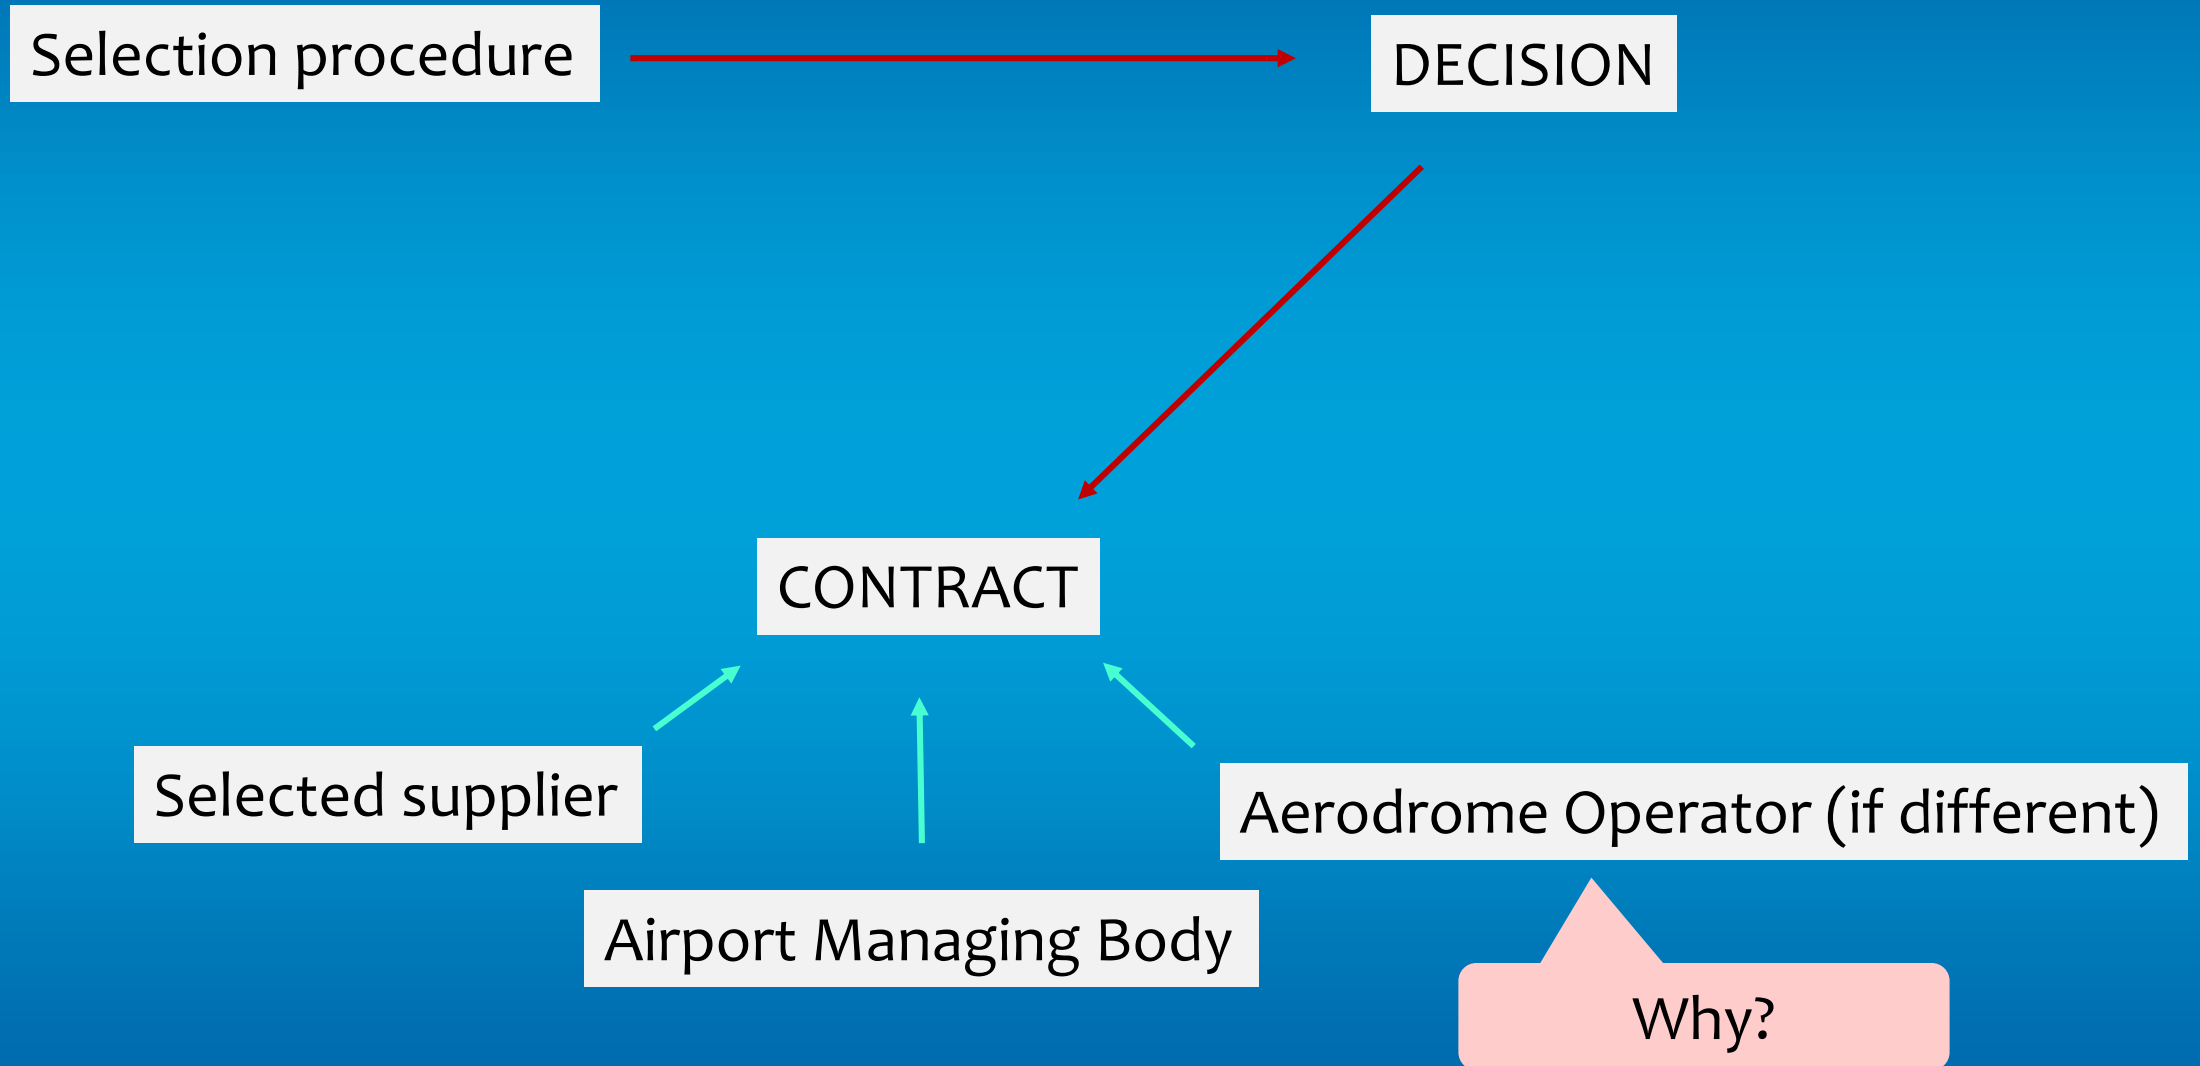 Selection procedure
DECISION
CONTRACT
Selected supplier
Aerodrome Operator (if different)
Airport Managing Body
Why?